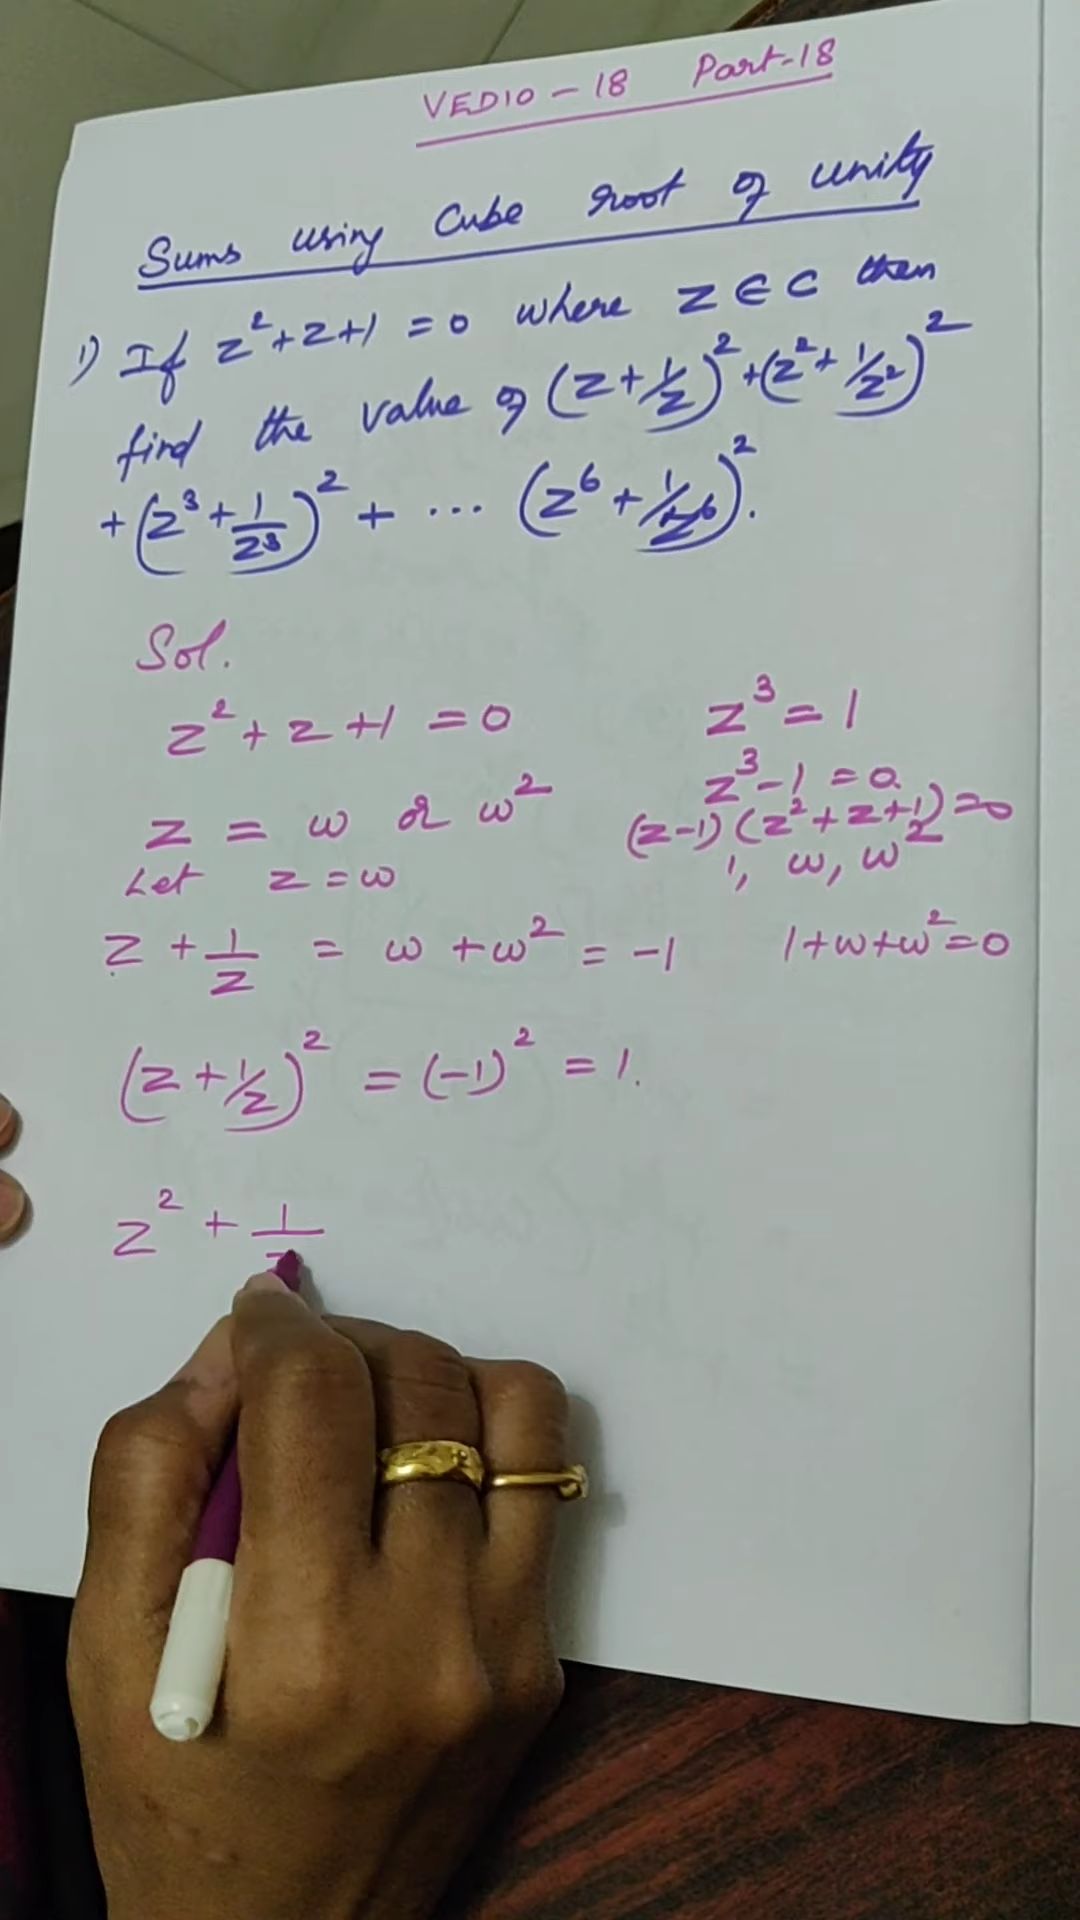 VEDIO - 18 Part-18
Sums using Cube root of unity
1) If z²+z+1 = 0 where z ∈ C then
find the value of (z+1/z)²+(z²+1/z²)²
+(z³+1/z³)² + ... (z⁶+1/z⁶)².
Sol.
z²+z+1 = 0
z = ω or ω²
Let z = ω
z + 1/z = ω + ω² = -1
(z+1/z)² = (-1)² = 1.
z² + 1/
z³ = 1
z³-1 = 0.
(z-1)(z²+z+1)=0
1, ω, ω²
1+ω+ω²=0